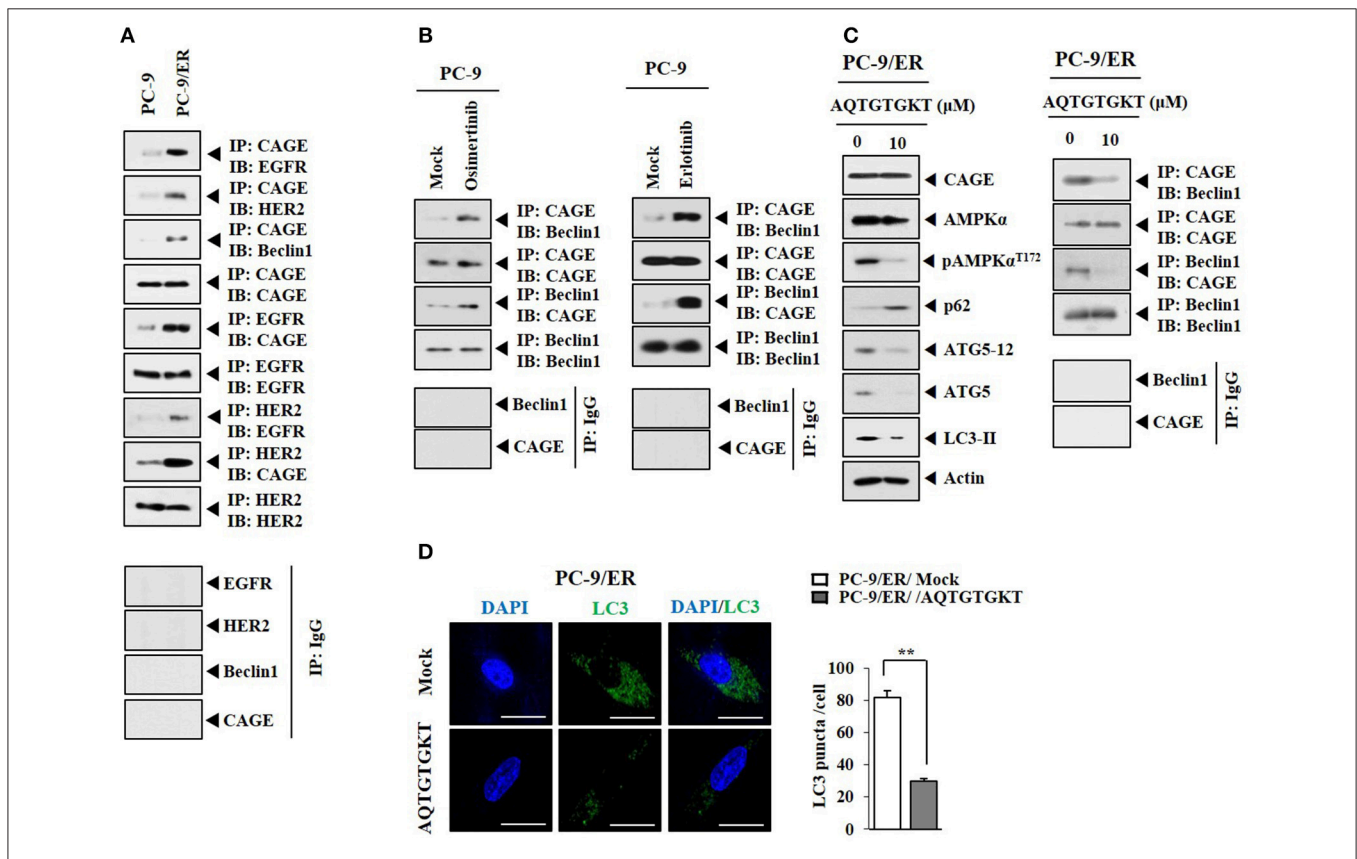 A
PC-9
PC-9/ER
IP: CAGE
IB: EGFR
IP: CAGE
IB: HER2
IP: CAGE
IB: Beclin1
IP: CAGE
IB: CAGE
IP: EGFR
IB: CAGE
IP: EGFR
IB: EGFR
IP: HER2
IB: EGFR
IP: HER2
IB: CAGE
IP: HER2
IB: HER2
EGFR
HER2
Beclin1
CAGE
IP: IgG
B
PC-9
Mock
Osimertinib
IP: CAGE
IB: Beclin1
IP: CAGE
IB: CAGE
IP: Beclin1
IB: CAGE
IP: Beclin1
IB: Beclin1
Beclin1
CAGE
IP: IgG
PC-9
Mock
Erlotinib
IP: CAGE
IB: Beclin1
IP: CAGE
IB: CAGE
IP: Beclin1
IB: CAGE
IP: Beclin1
IB: Beclin1
Beclin1
CAGE
IP: IgG
C
PC-9/ER
AQTGTGKT (μM)
0 10
CAGE
AMPKα
pAMPKα^T172
p62
ATG5-12
ATG5
LC3-II
Actin
PC-9/ER
AQTGTGKT (μM)
0 10
IP: CAGE
IB: Beclin1
IP: CAGE
IB: CAGE
IP: Beclin1
IB: CAGE
IP: Beclin1
IB: Beclin1
Beclin1
CAGE
IP: IgG
D
PC-9/ER
DAPI LC3 DAPI/LC3
Mock
AQTGTGKT
PC-9/ER/ Mock
PC-9/ER/ /AQTGTGKT
**
LC3 puncta /cell
100
80
60
40
20
0